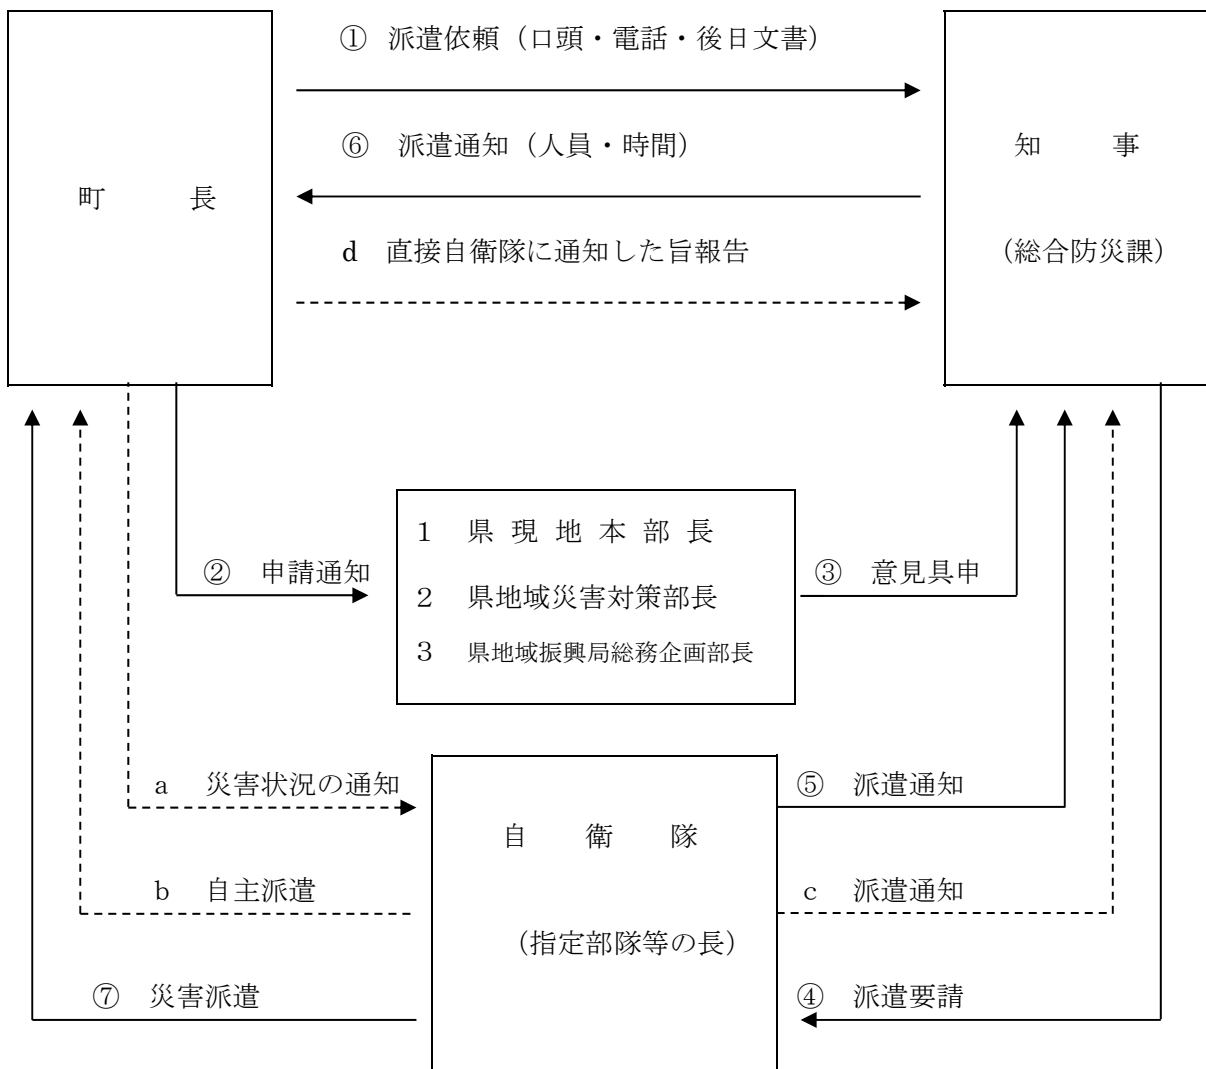 ① 派遣依頼（口頭・電話・後日文書）
⑥ 派遣通知（人員・時間）
町 長
知 事
d 直接自衛隊に通知した旨報告
（総合防災課）
1 県現地本部長
② 申請通知
③ 意見具申
2 県地域災害対策部長
3 県地域振興局総務企画部長
a 災害状況の通知
⑤ 派遣通知
自 衛 隊
b 自主派遣
c 派遣通知
（指定部隊等の長）
⑦ 災害派遣
④ 派遣要請